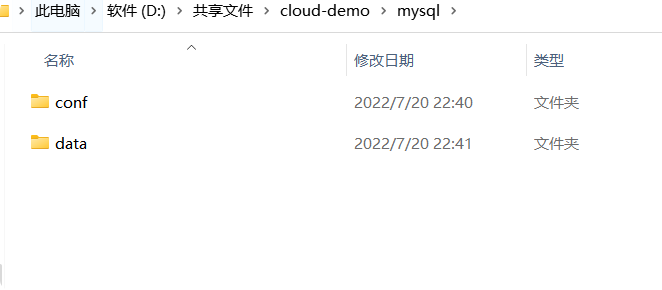 此电脑 > 软件 (D:) > 共享文件 > cloud-demo > mysql >
名称 修改日期 类型
conf 2022/7/20 22:40 文件夹
data 2022/7/20 22:41 文件夹